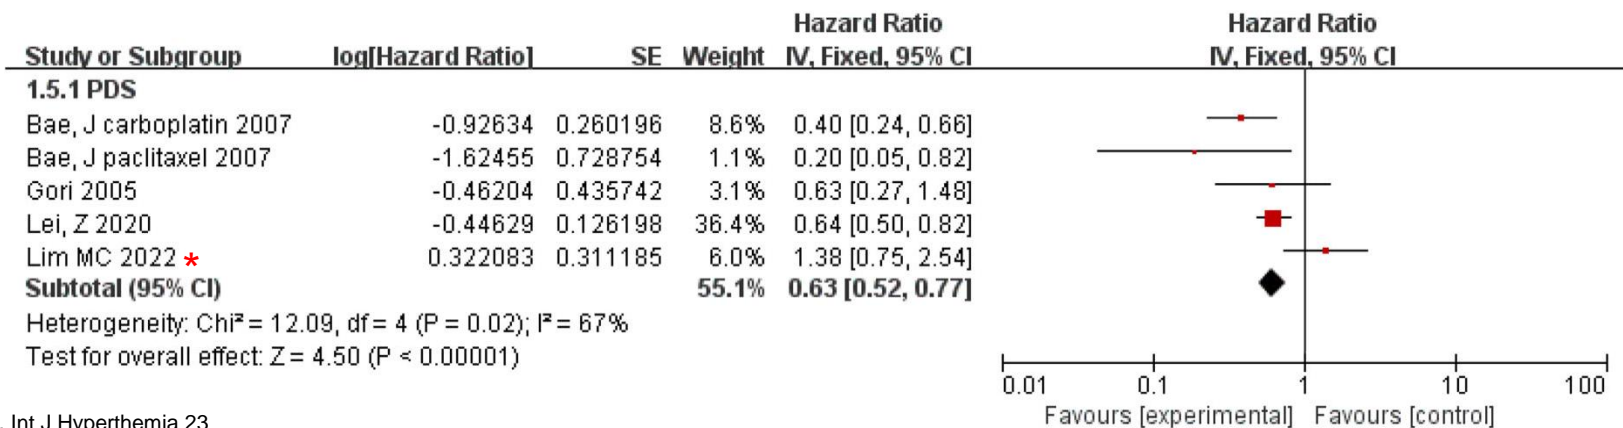 Hazard Ratio Hazard Ratio
Study or Subgroup log[Hazard Ratio] SE Weight IV, Fixed, 95% CI IV, Fixed, 95% CI
1.5.1 PDS
Bae, J carboplatin 2007 -0.92634 0.260196 8.6% 0.40 [0.24, 0.66]
Bae, J paclitaxel 2007 -1.62455 0.728754 1.1% 0.20 [0.05, 0.82]
Gori 2005 -0.46204 0.435742 3.1% 0.63 [0.27, 1.48]
Lei, Z 2020 -0.44629 0.126198 36.4% 0.64 [0.50, 0.82]
Lim MC 2022 * 0.322083 0.311185 6.0% 1.38 [0.75, 2.54]
Subtotal (95% CI) 55.1% 0.63 [0.52, 0.77]
Heterogeneity: Chi² = 12.09, df = 4 (P = 0.02); I² = 67%
Test for overall effect: Z = 4.50 (P < 0.00001)
0.01 0.1 1 10 100
Favours [experimental] Favours [control]
. Int J Hyperthemia 23